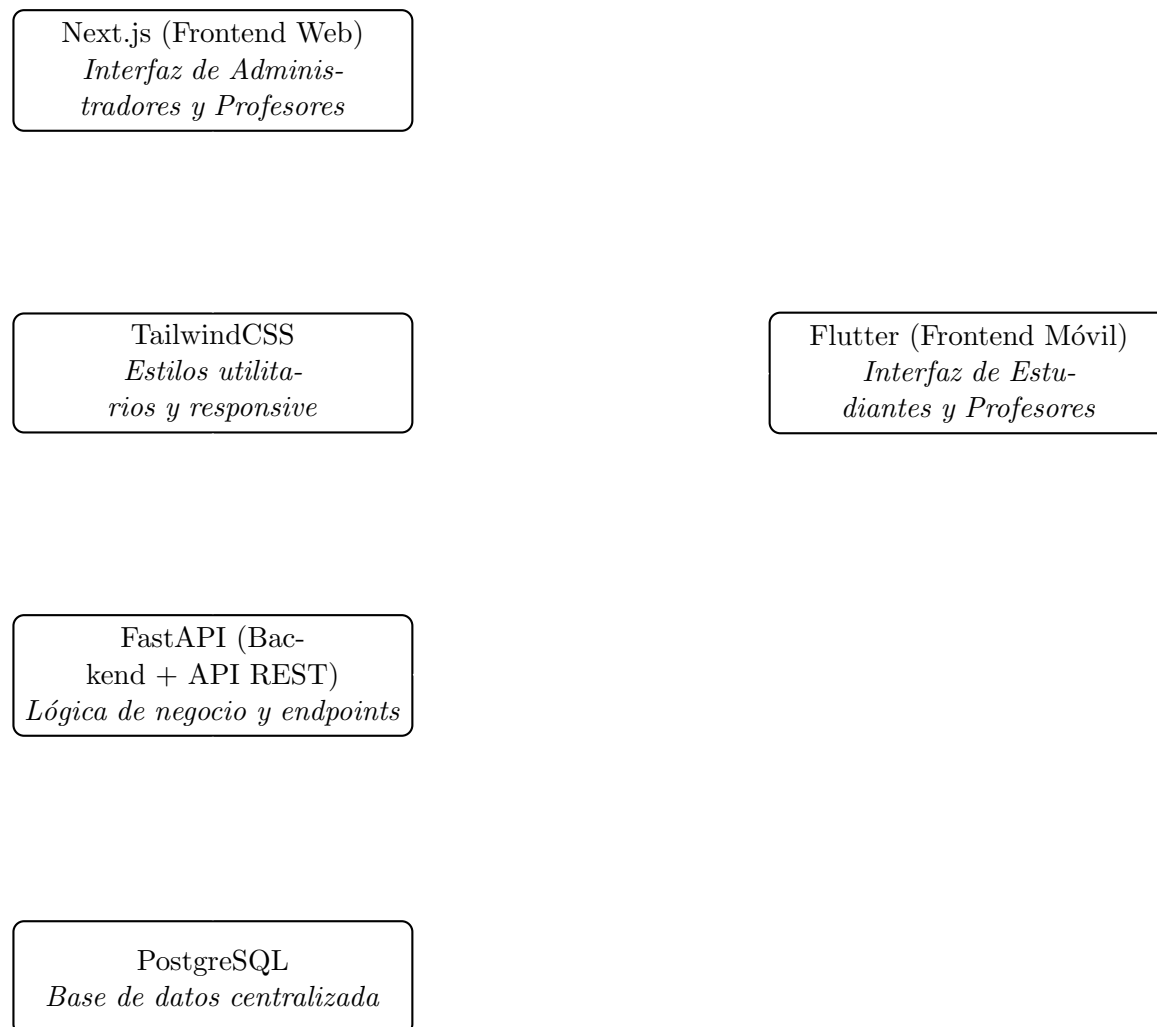 Next.js (Frontend Web)
Interfaz de Adminis-
tradores y Profesores
TailwindCSS
Estilos utilita-
rios y responsive
Flutter (Frontend Móvil)
Interfaz de Estu-
diantes y Profesores
FastAPI (Bac-
kend + API REST)
Lógica de negocio y endpoints
PostgreSQL
Base de datos centralizada